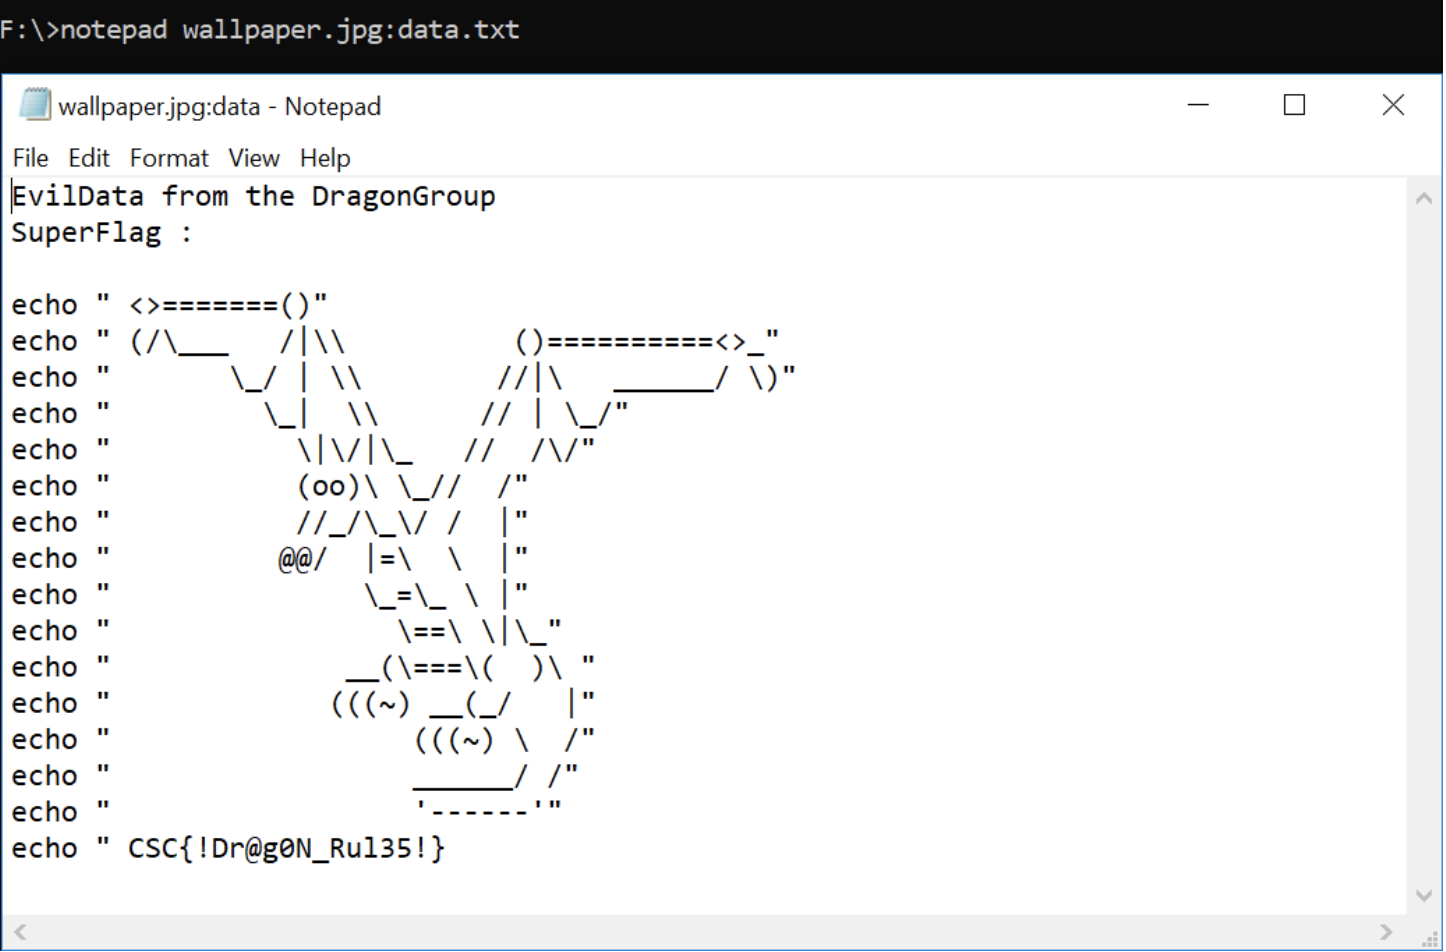 F:\>notepad wallpaper.jpg:data.txt
wallpaper.jpg:data - Notepad
File Edit Format View Help
EvilData from the DragonGroup
SuperFlag :

echo " <>=======()"
echo " (/\___   /|\\          ()==========<>_"
echo "       \_/ | \\        //|\   ______/ \)"
echo "         \_|  \\      // | \_/"
echo "           \|\/|\_   //  /\/"
echo "           (oo)\ \_//  /"
echo "           //_/\_\/ /  |"
echo "          @@/  |=\  \  |"
echo "               \_=\_ \ |"
echo "                 \==\ \|\_"
echo "              __(\===\(  )\ "
echo "             (((~) __(_/   |"
echo "                  (((~) \  /"
echo "                  ______/ /"
echo "                  '------'"
echo " CSC{!Dr@g0N_Rul35!}